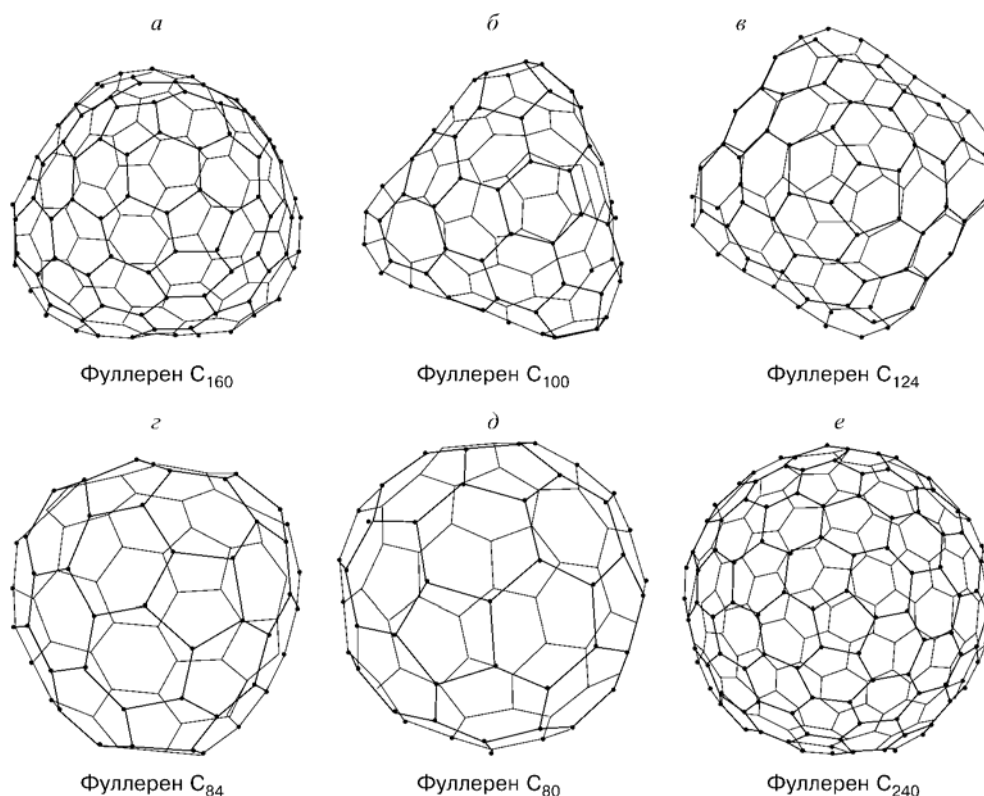 а б в
Фуллерен C₁₆₀ Фуллерен C₁₀₀ Фуллерен C₁₂₄
г д е
Фуллерен C₈₄ Фуллерен C₈₀ Фуллерен C₂₄₀